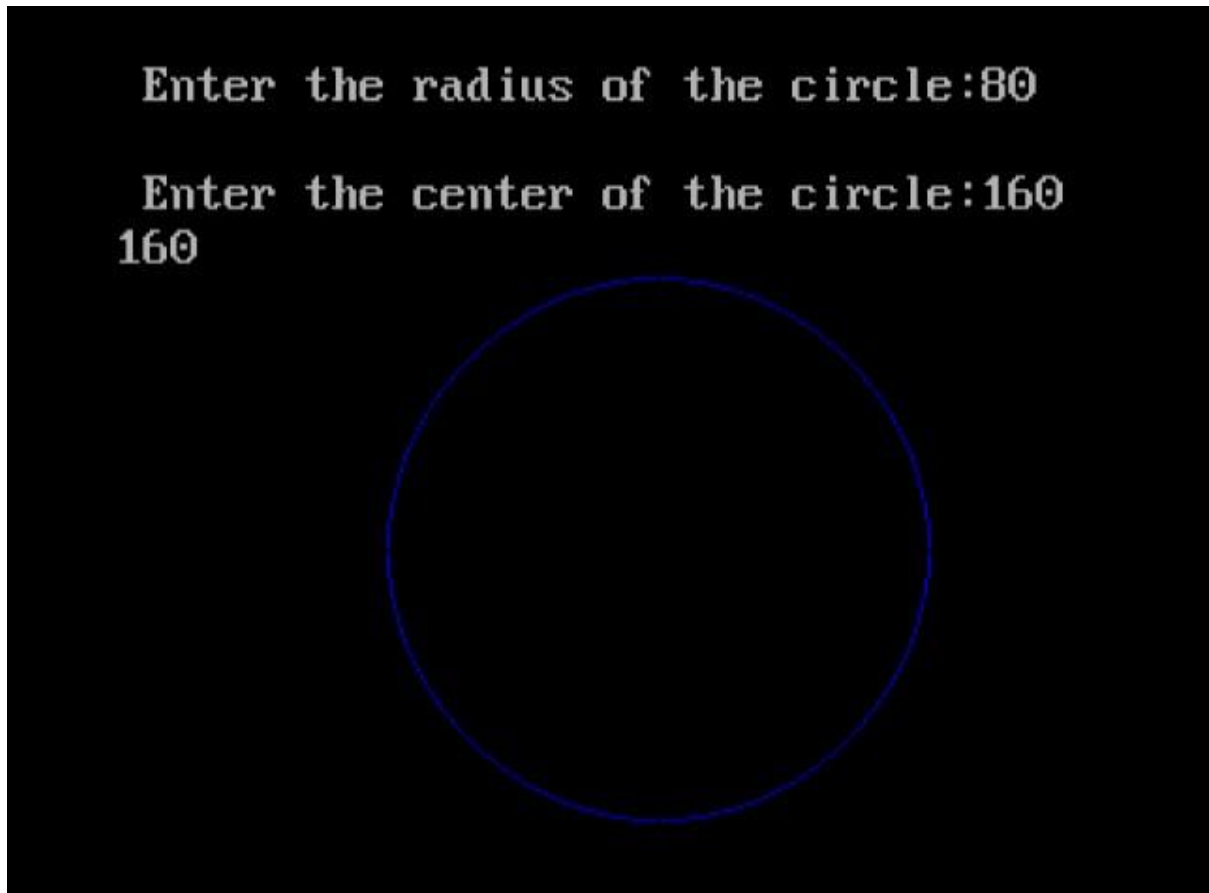 Enter the radius of the circle:80
Enter the center of the circle:160
160